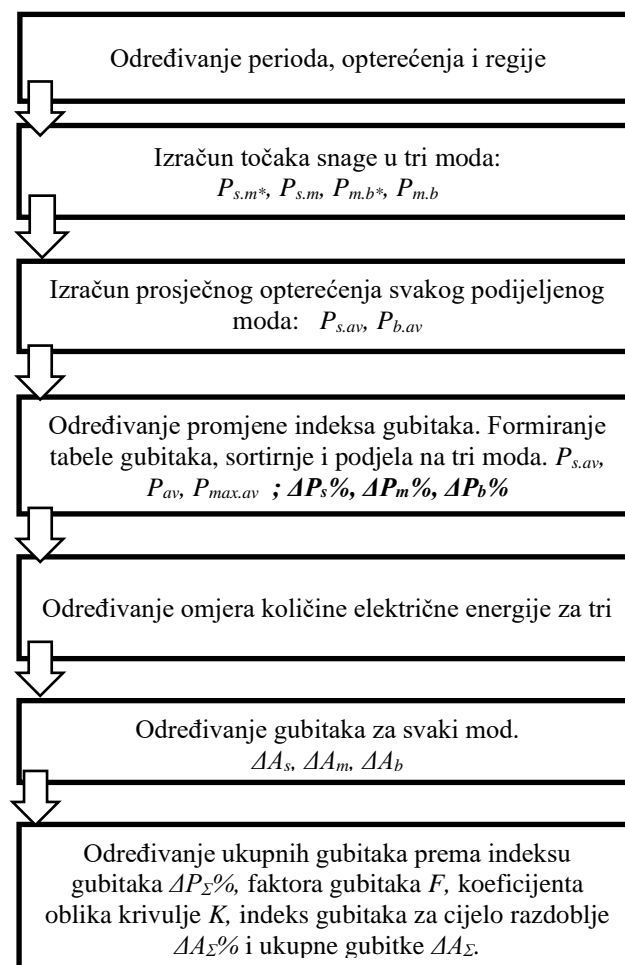 Određivanje perioda, opterećenja i regije
Izračun točaka snage u tri moda:
Ps.m*, Ps.m, Pm.b*, Pm.b
Izračun prosječnog opterećenja svakog podijeljenog
moda: Ps.av, Pb.av
Određivanje promjene indeksa gubitaka. Formiranje
tabele gubitaka, sortirnje i podjela na tri moda. Ps.av,
Pav, Pmax.av ; ΔPs%, ΔPm%, ΔPb%
Određivanje omjera količine električne energije za tri
Određivanje gubitaka za svaki mod.
ΔAs, ΔAm, ΔAb
Određivanje ukupnih gubitaka prema indeksu
gubitaka ΔPΣ%, faktora gubitaka F, koeficijenta
oblika krivulje K, indeks gubitaka za cijelo razdoblje
ΔAΣ% i ukupne gubitke ΔAΣ.